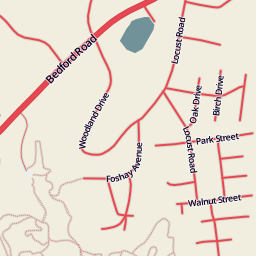 Locust Road
Bedford Road
Oak Drive
Birch Drive
Woodland Drive
Park Street
Locust Road
Foshay Avenue
Walnut Street